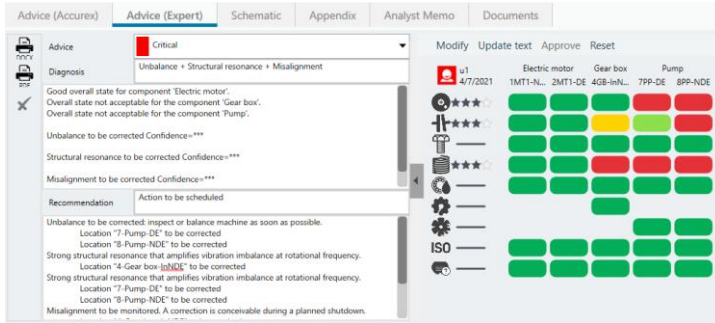 Advice (Accurex) Advice (Expert) Schematic Appendix Analyst Memo Documents
DOCX
PDF
Advice Critical
Diagnosis Unbalance + Structural resonance + Misalignment
Good overall state for component 'Electric motor'.
Overall state not acceptable for the component 'Gear box'.
Overall state not acceptable for the component 'Pump'.
Unbalance to be corrected Confidence=***
Structural resonance to be corrected Confidence=***
Misalignment to be corrected Confidence=***
Recommendation Action to be scheduled
Unbalance to be corrected: inspect or balance machine as soon as possible.
Location "7-Pump-DE" to be corrected
Location "8-Pump-NDE" to be corrected
Strong structural resonance that amplifies vibration imbalance at rotational frequency.
Location "4-Gear box-InNDE" to be corrected
Strong structural resonance that amplifies vibration imbalance at rotational frequency.
Location "7-Pump-DE" to be corrected
Location "8-Pump-NDE" to be corrected
Misalignment to be monitored. A correction is conceivable during a planned shutdown.
Modify Update text Approve Reset
u1
4/7/2021
Electric motor Gear box Pump
1MT1-N... 2MT1-DE 4GB-InN... 7PP-DE 8PP-NDE
ISO